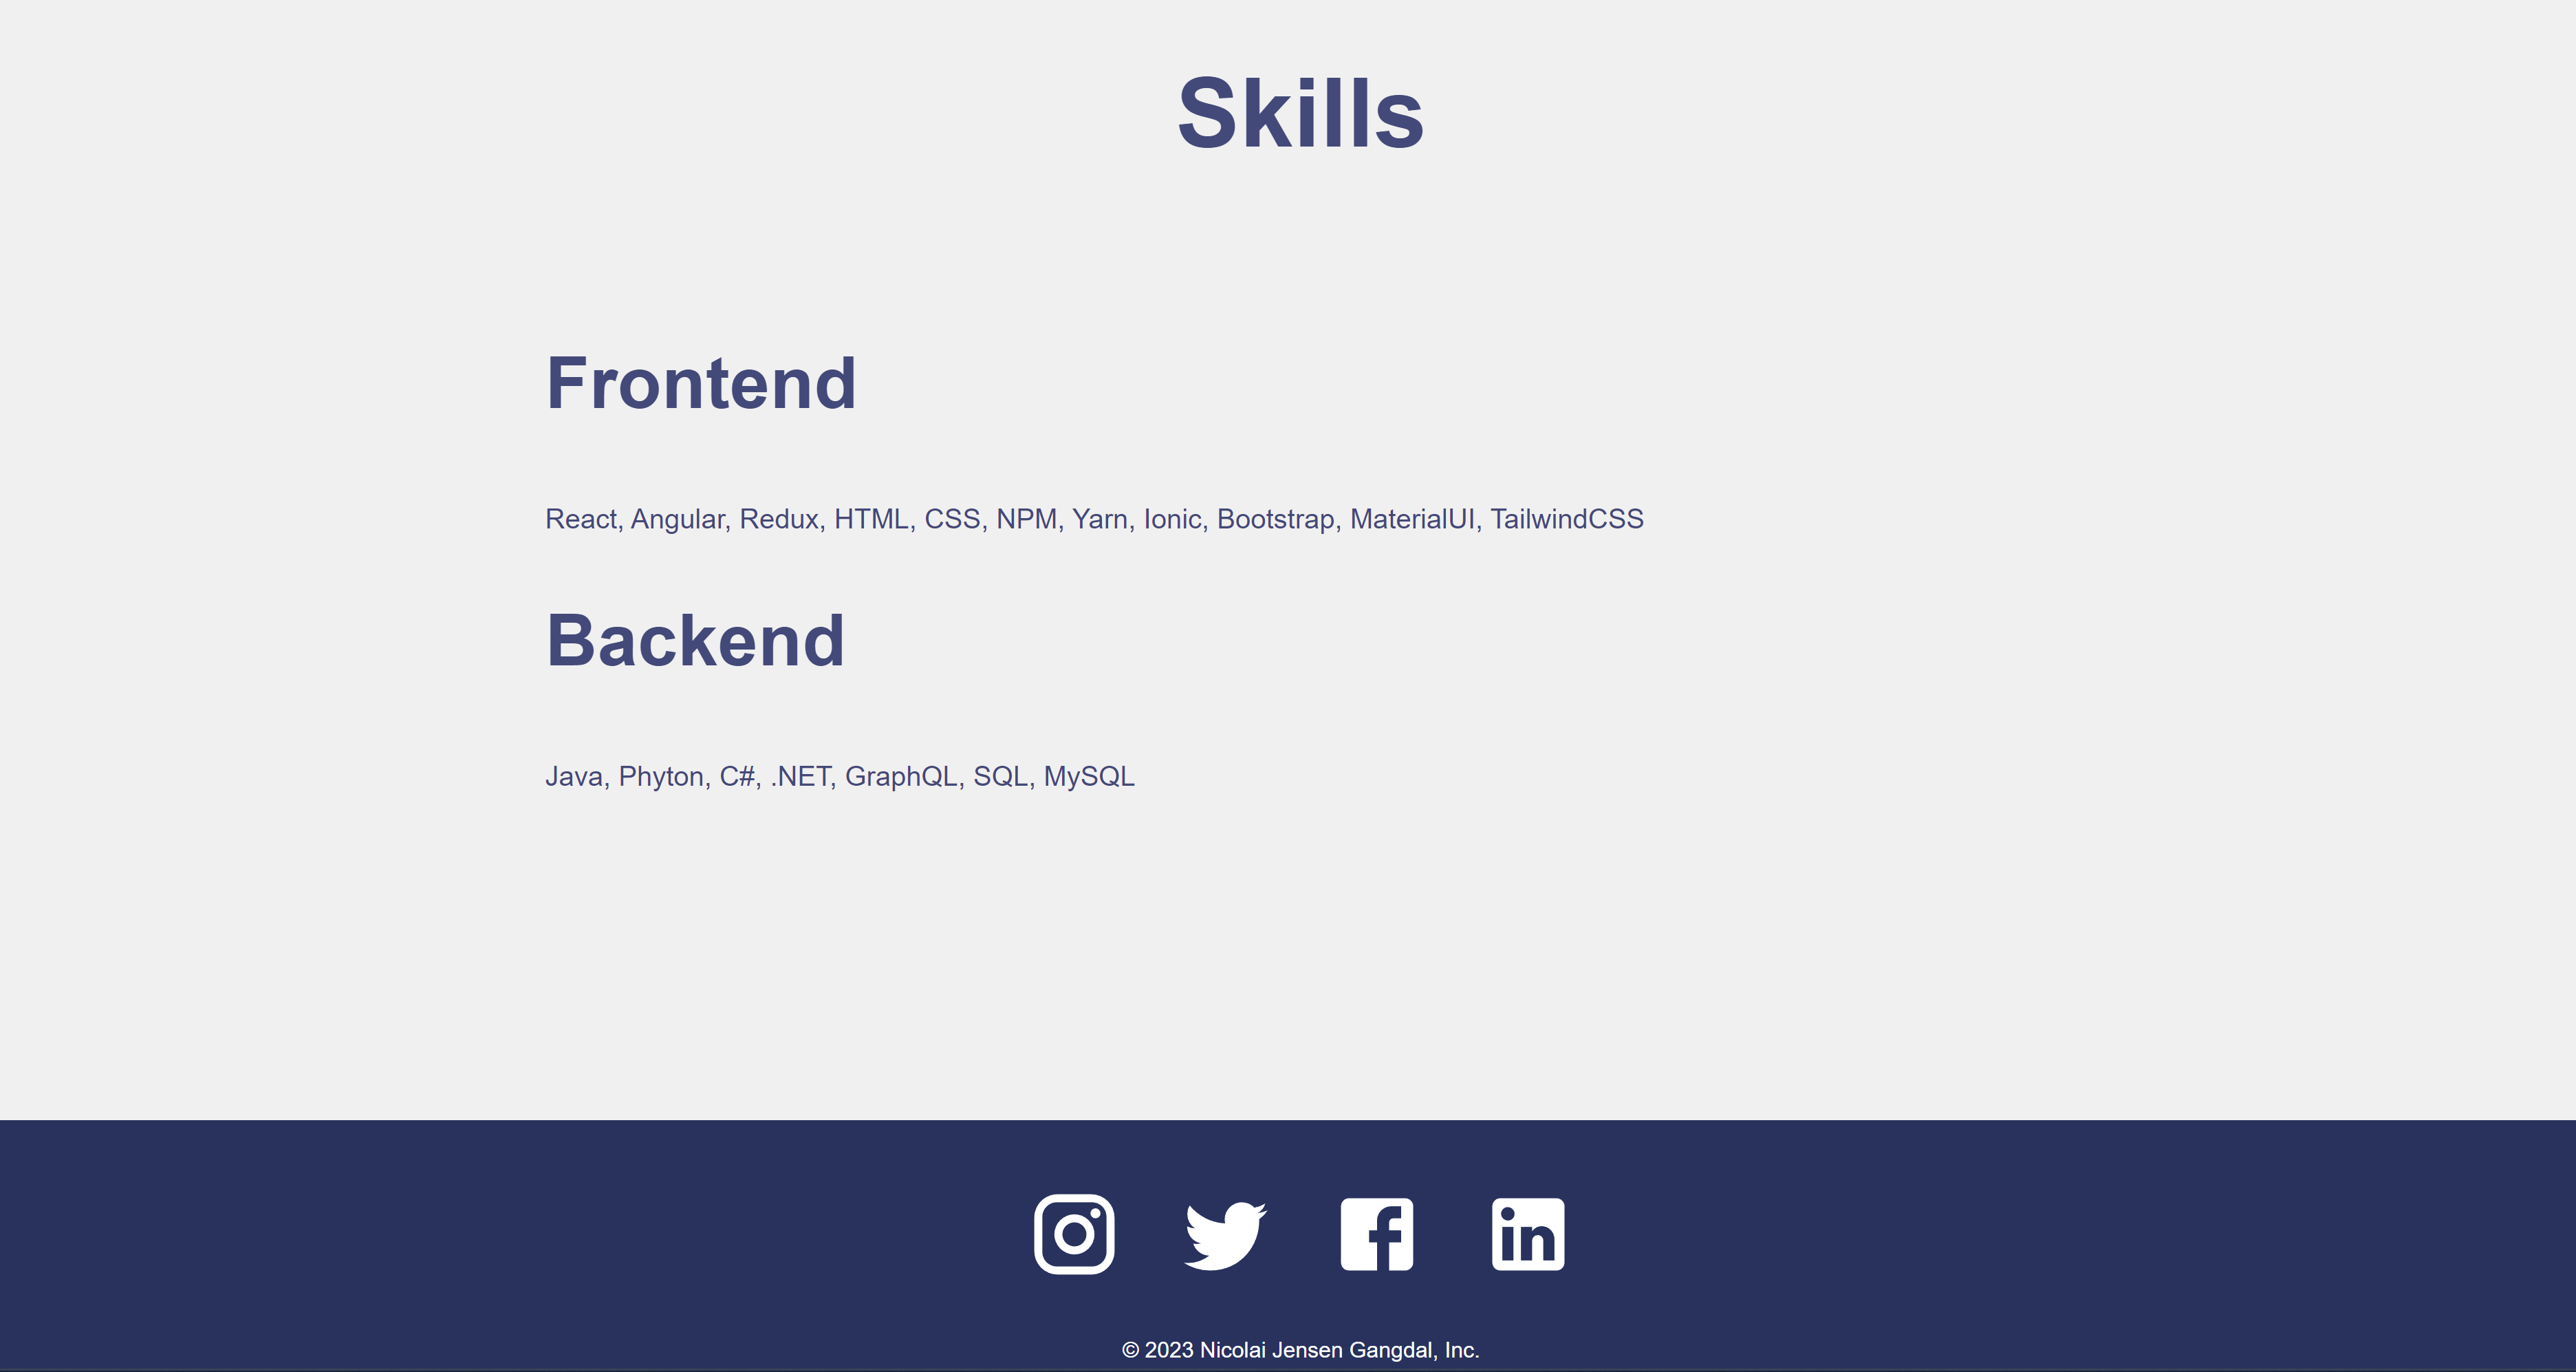 Skills
Frontend
React, Angular, Redux, HTML, CSS, NPM, Yarn, Ionic, Bootstrap, MaterialUI, TailwindCSS
Backend
Java, Phyton, C#, .NET, GraphQL, SQL, MySQL
© 2023 Nicolai Jensen Gangdal, Inc.